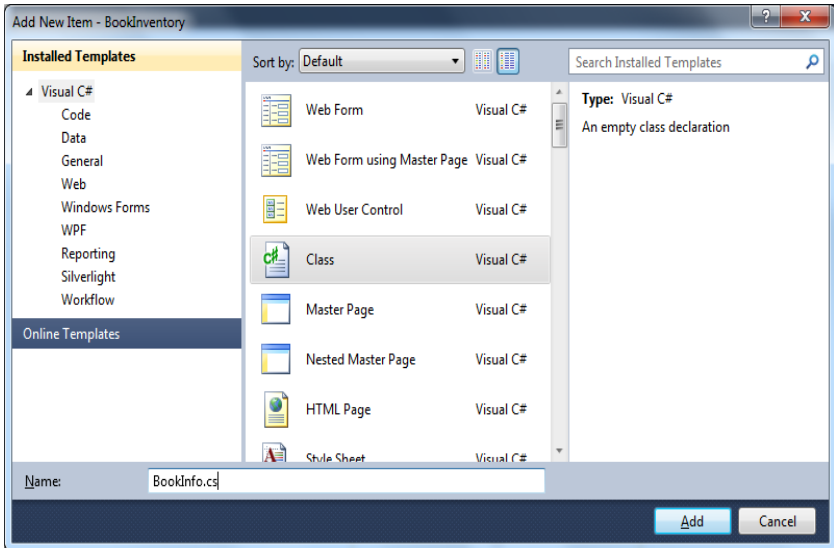 Add New Item - BookInventory
?
X
Installed Templates
Sort by: Default
Search Installed Templates
Visual C#
Code
Data
General
Web
Windows Forms
WPF
Reporting
Silverlight
Workflow
Online Templates
Web Form Visual C#
Web Form using Master Page Visual C#
Web User Control Visual C#
C# Class Visual C#
Master Page Visual C#
Nested Master Page Visual C#
HTML Page Visual C#
A Style Sheet Visual C#
Type: Visual C#
An empty class declaration
Name: BookInfo.cs
Add
Cancel